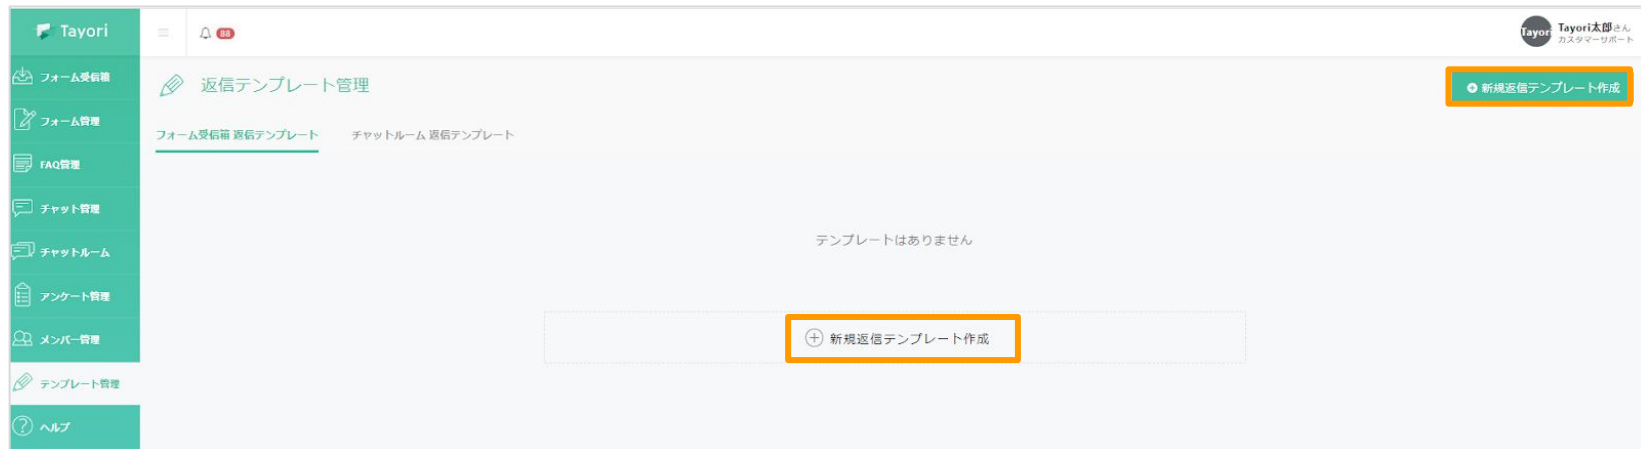 Tayori
88
Tayori
Tayori太郎さん
カスタマーサポート
フォーム受信箱
フォーム管理
FAQ管理
チャット管理
チャットルーム
アンケート管理
メンバー管理
テンプレート管理
ヘルプ
返信テンプレート管理
新規返信テンプレート作成
フォーム受信箱 返信テンプレート
チャットルーム 返信テンプレート
テンプレートはありません
新規返信テンプレート作成